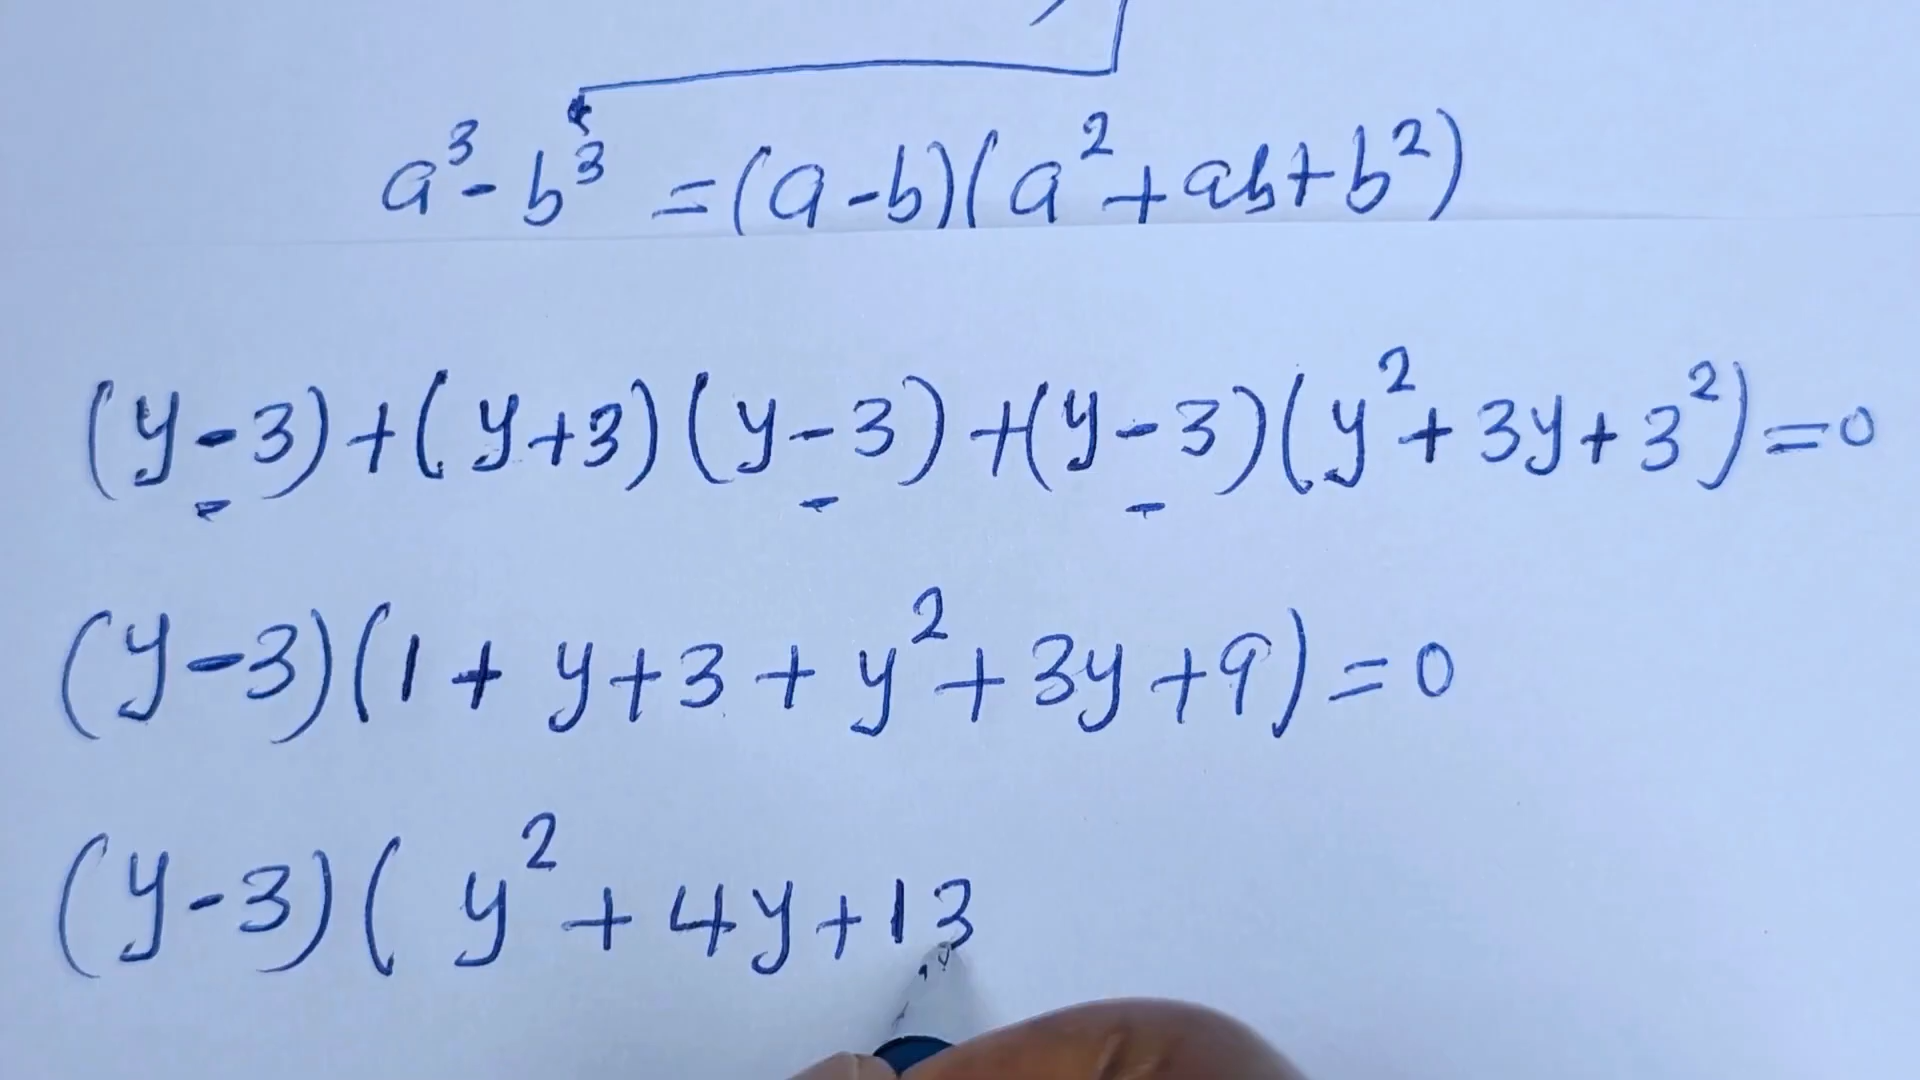 a³ - b³ = (a - b)(a² + ab + b²)
(y - 3) + (y + 3)(y - 3) + (y - 3)(y² + 3y + 3²) = 0
(y - 3)(1 + y + 3 + y² + 3y + 9) = 0
(y - 3)( y² + 4y + 13